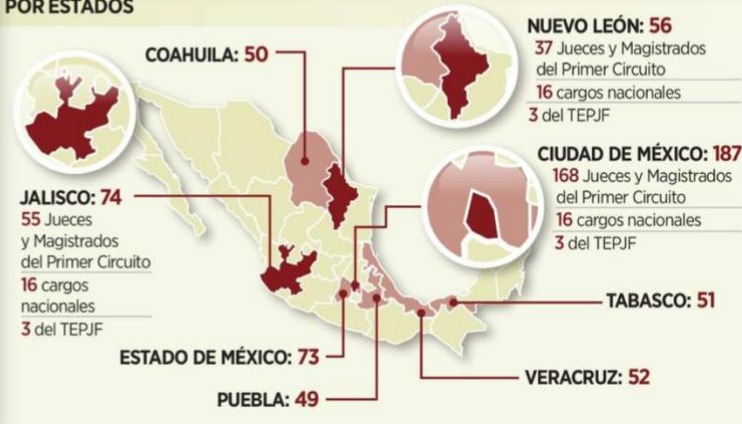 POR ESTADOS
COAHUILA: 50
NUEVO LEÓN: 56
37 Jueces y Magistrados
del Primer Circuito
16 cargos nacionales
3 del TEPJF
CIUDAD DE MÉXICO: 187
168 Jueces y Magistrados
del Primer Circuito
16 cargos nacionales
3 del TEPJF
JALISCO: 74
55 Jueces
y Magistrados
del Primer Circuito
16 cargos
nacionales
3 del TEPJF
TABASCO: 51
ESTADO DE MÉXICO: 73
VERACRUZ: 52
PUEBLA: 49